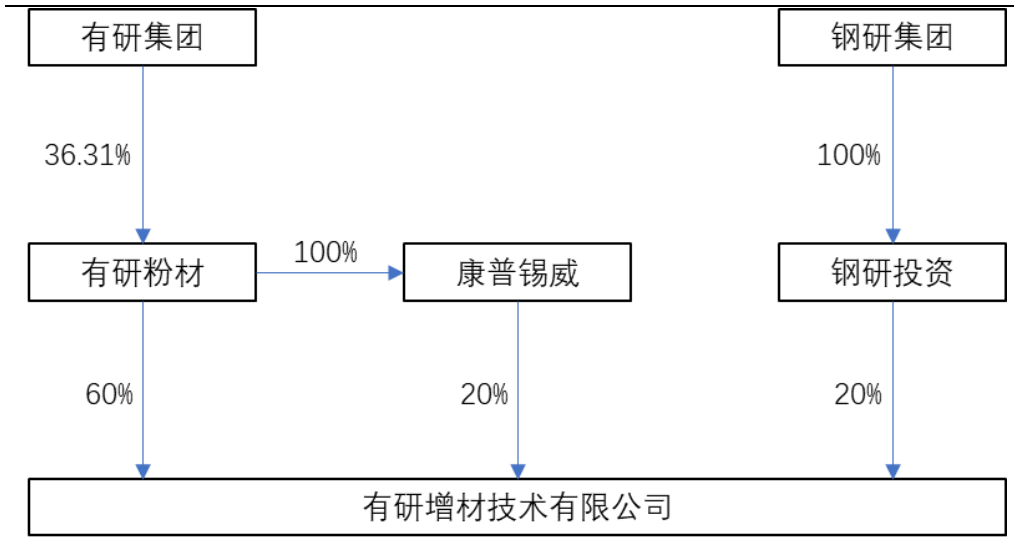 有研集团
钢研集团
36.31%
100%
有研粉材
100%
康普锡威
钢研投资
60%
20%
20%
有研增材技术有限公司